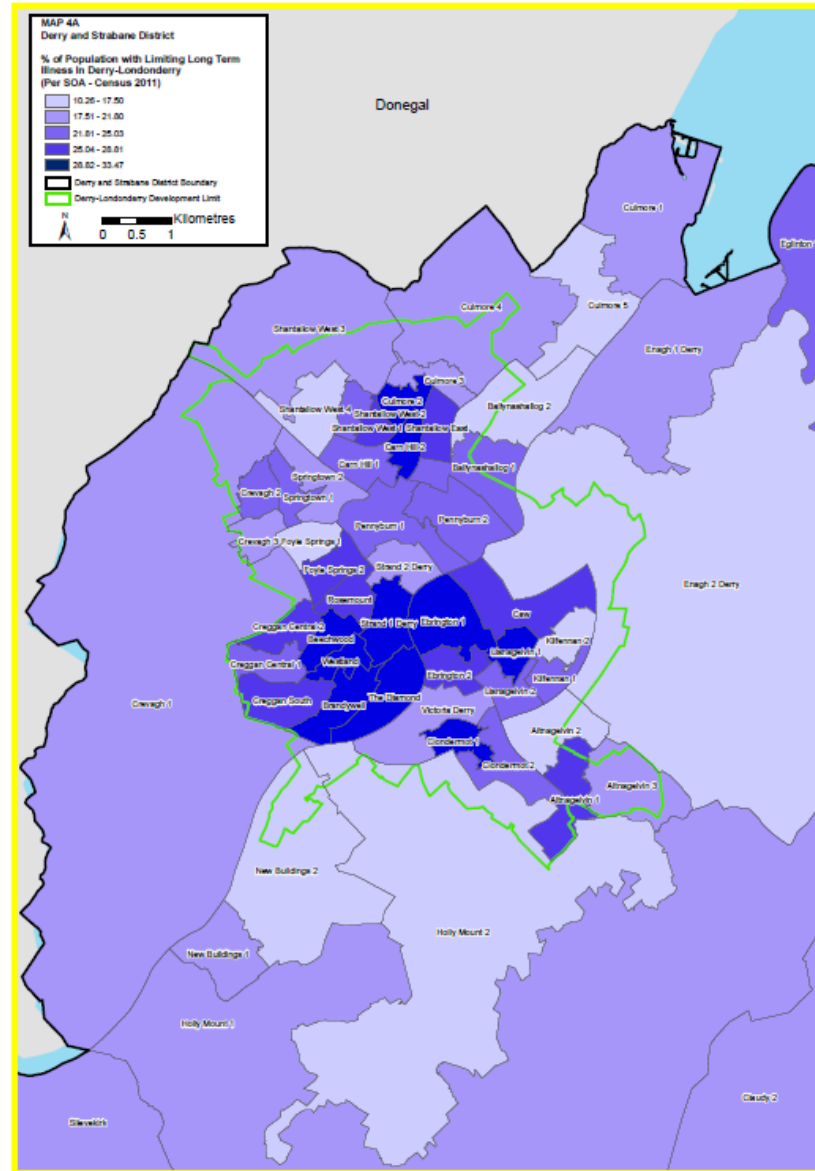 MAP 4A
Derry and Strabane District
% of Population with Limiting Long Term
Illness in Derry-Londonderry
(Per SOA - Census 2011)
10.26 - 17.50
17.51 - 21.80
21.81 - 25.03
25.04 - 28.81
28.82 - 33.47
Derry and Strabane District Boundary
Derry-Londonderry Development Limit
N
Kilometres
0 0.5 1
Donegal
Culmore 1
Eglinton
Culmore 5
Culmore 4
Shantallow West 3
Enagh 1 Derry
Culmore 3
Ballynashallog 2
Culmore 2
Shantallow West 4
Shantallow West 2
Shantallow West 1
Shantallow East
Carn Hill 2
Carn Hill 1
Ballynashallog 1
Springtown 2
Crevagh 2
Springtown 1
Pennyburn 1
Pennyburn 2
Crevagh 3
Foyle Springs 1
Strand 2 Derry
Foyle Springs 2
Enagh 2 Derry
Rosemount
Caw
Creggan Central 2
Strand 1 Derry
Ebrington 1
Beechwood
Kilfennan 2
Lisnagelvin 1
Westland
Creggan Central 1
Ebrington 2
Kilfennan 1
Lisnagelvin 2
Creggan South
The Diamond
Brandywell
Victoria Derry
Crevagh 1
Altnagelvin 2
Clondermot 1
Clondermot 2
Altnagelvin 3
Altnagelvin 1
New Buildings 2
Holly Mount 2
New Buildings 1
Holly Mount 1
Claudy 2
Slievekirk